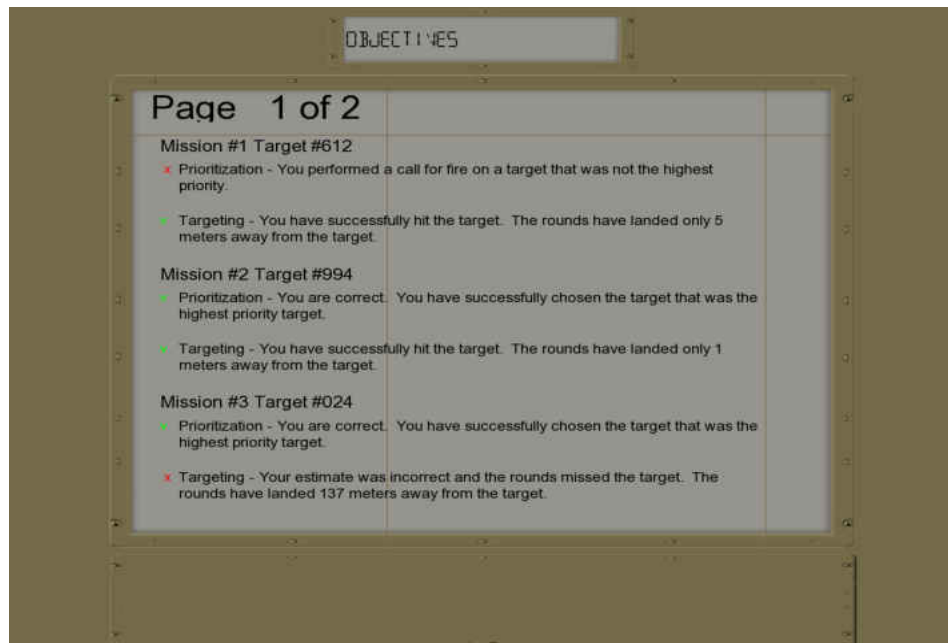 OBJECTIVES
Page 1 of 2
Mission #1 Target #612
x Prioritization - You performed a call for fire on a target that was not the highest
priority.
Targeting - You have successfully hit the target. The rounds have landed only 5
meters away from the target.
Mission #2 Target #994
Prioritization - You are correct. You have successfully chosen the target that was the
highest priority target.
Targeting - You have successfully hit the target. The rounds have landed only 1
meters away from the target.
Mission #3 Target #024
Prioritization - You are correct. You have successfully chosen the target that was the
highest priority target.
x Targeting - Your estimate was incorrect and the rounds missed the target. The
rounds have landed 137 meters away from the target.